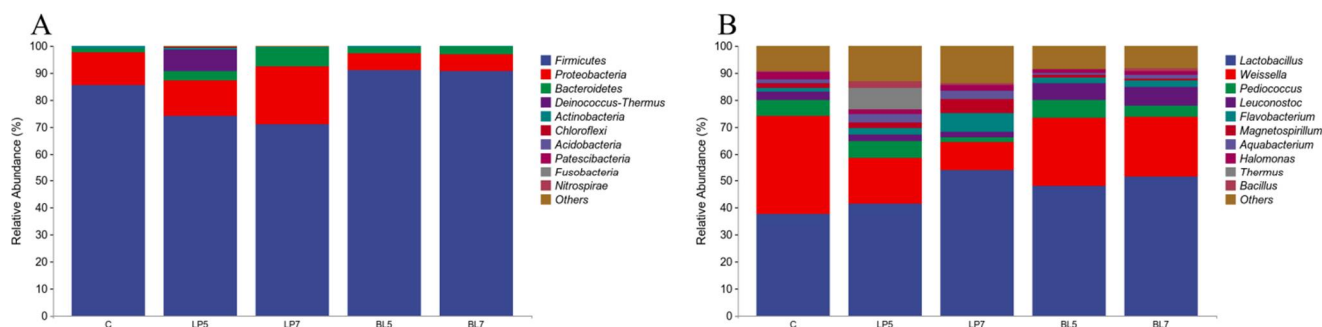 A
Relative Abundance (%)
100
90
80
70
60
50
40
30
20
10
0
C
LP5
LP7
BL5
BL7
Firmicutes
Proteobacteria
Bacteroidetes
Deinococcus-Thermus
Actinobacteria
Chloroflexi
Acidobacteria
Patescibacteria
Fusobacteria
Nitrospirae
Others
B
Relative Abundance (%)
100
90
80
70
60
50
40
30
20
10
0
C
LP5
LP7
BL5
BL7
Lactobacillus
Weissella
Pediococcus
Leuconostoc
Flavobacterium
Magnetospirillum
Aquabacterium
Halomonas
Thermus
Bacillus
Others